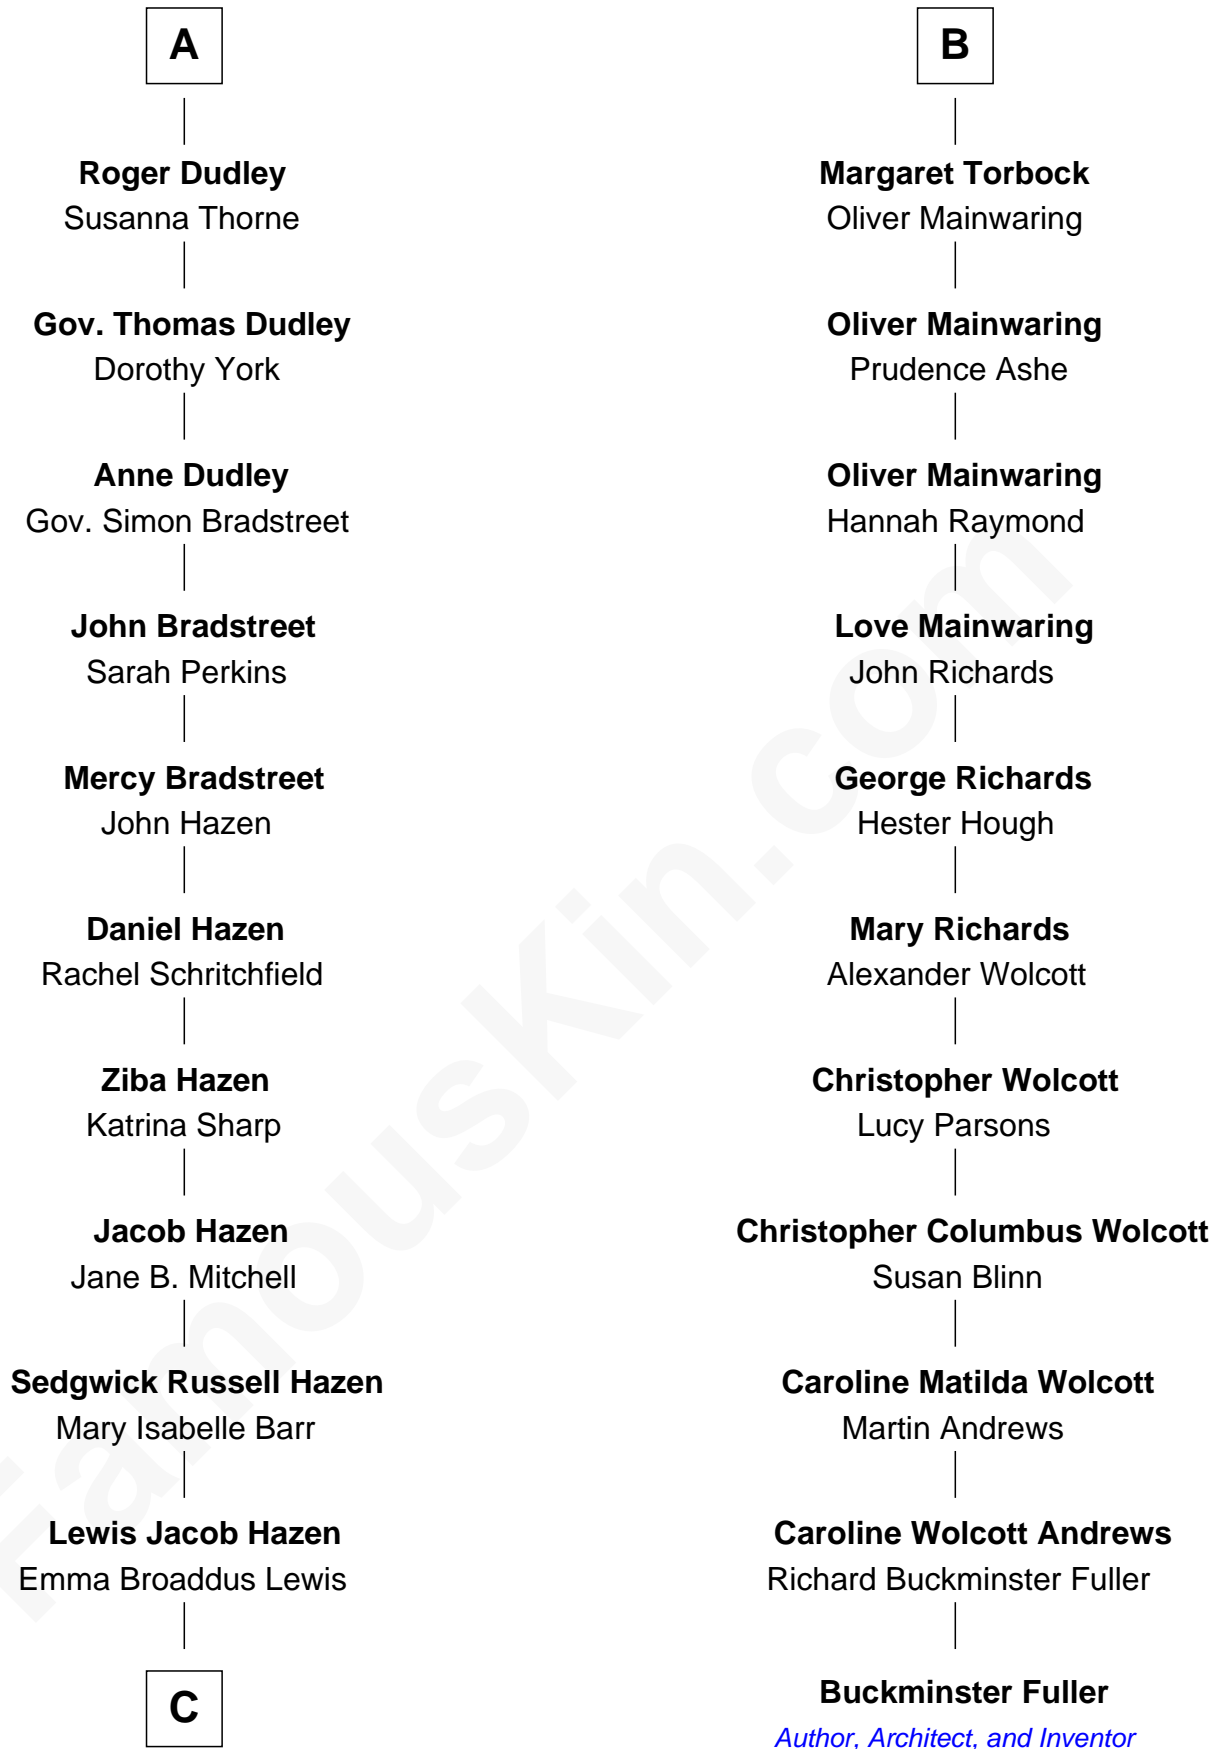 A
Roger Dudley
Susanna Thorne
Gov. Thomas Dudley
Dorothy York
Anne Dudley
Gov. Simon Bradstreet
John Bradstreet
Sarah Perkins
Mercy Bradstreet
John Hazen
Daniel Hazen
Rachel Schritchfield
Ziba Hazen
Katrina Sharp
Jacob Hazen
Jane B. Mitchell
Sedgwick Russell Hazen
Mary Isabelle Barr
Lewis Jacob Hazen
Emma Broaddus Lewis
C
B
Margaret Torbock
Oliver Mainwaring
Oliver Mainwaring
Prudence Ashe
Oliver Mainwaring
Hannah Raymond
Love Mainwaring
John Richards
George Richards
Hester Hough
Mary Richards
Alexander Wolcott
Christopher Wolcott
Lucy Parsons
Christopher Columbus Wolcott
Susan Blinn
Caroline Matilda Wolcott
Martin Andrews
Caroline Wolcott Andrews
Richard Buckminster Fuller
Buckminster Fuller
Author, Architect, and Inventor
FamousKin.com